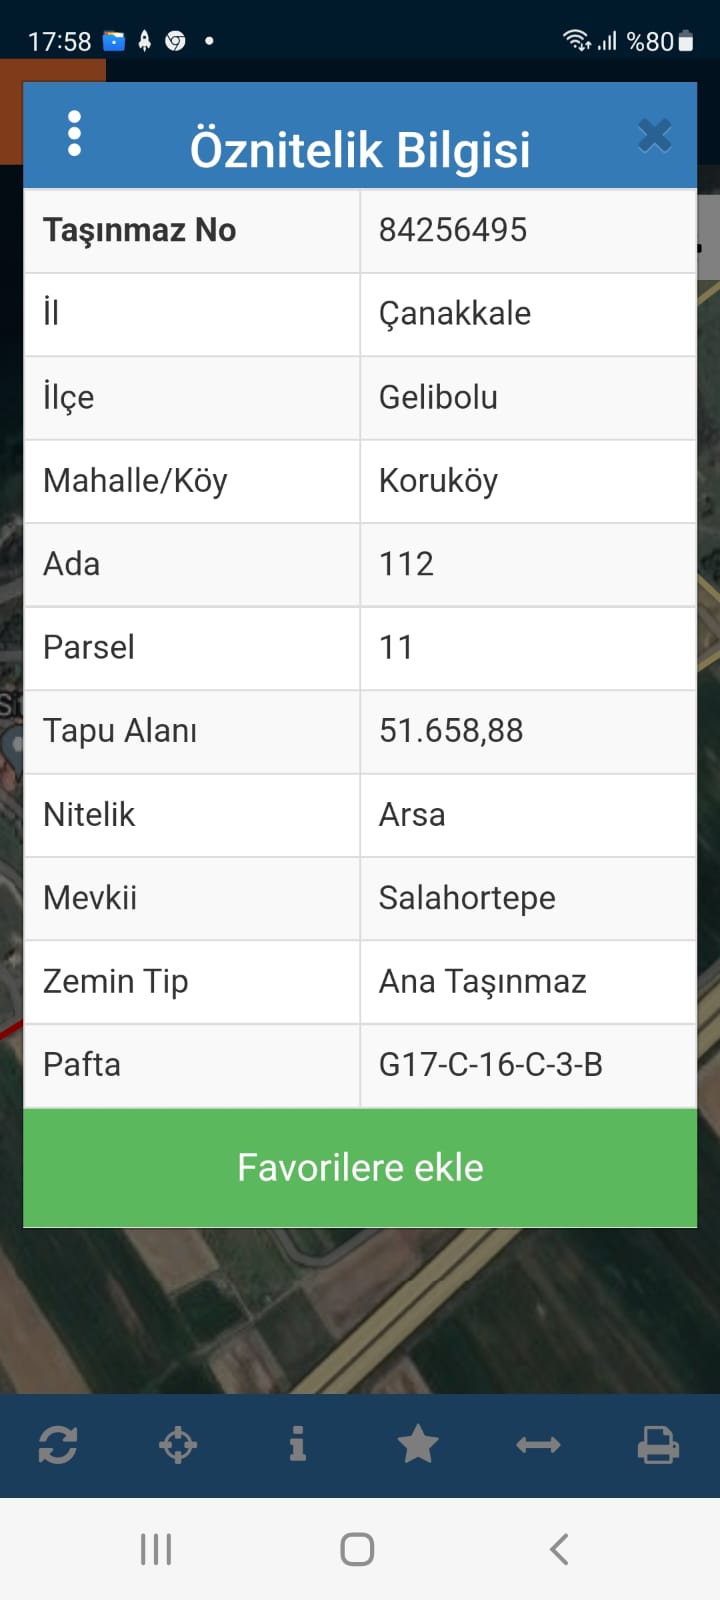 17:58 %80
Öznitelik Bilgisi
Taşınmaz No 84256495
İl Çanakkale
İlçe Gelibolu
Mahalle/Köy Koruköy
Ada 112
Parsel 11
Tapu Alanı 51.658,88
Nitelik Arsa
Mevkii Salahortepe
Zemin Tip Ana Taşınmaz
Pafta G17-C-16-C-3-B
Favorilere ekle